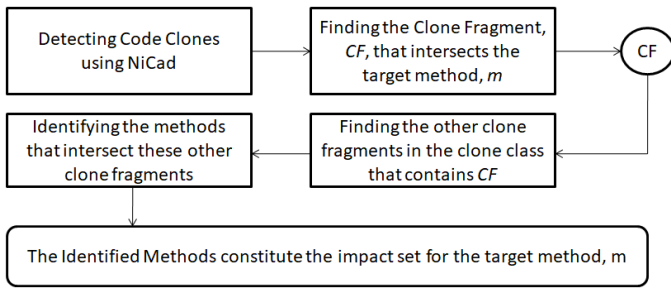 Detecting Code Clones
using NiCad
Finding the Clone Fragment,
CF, that intersects the
target method, m
CF
Finding the other clone
fragments in the clone class
that contains CF
Identifying the methods
that intersect these other
clone fragments
The Identified Methods constitute the impact set for the target method, m